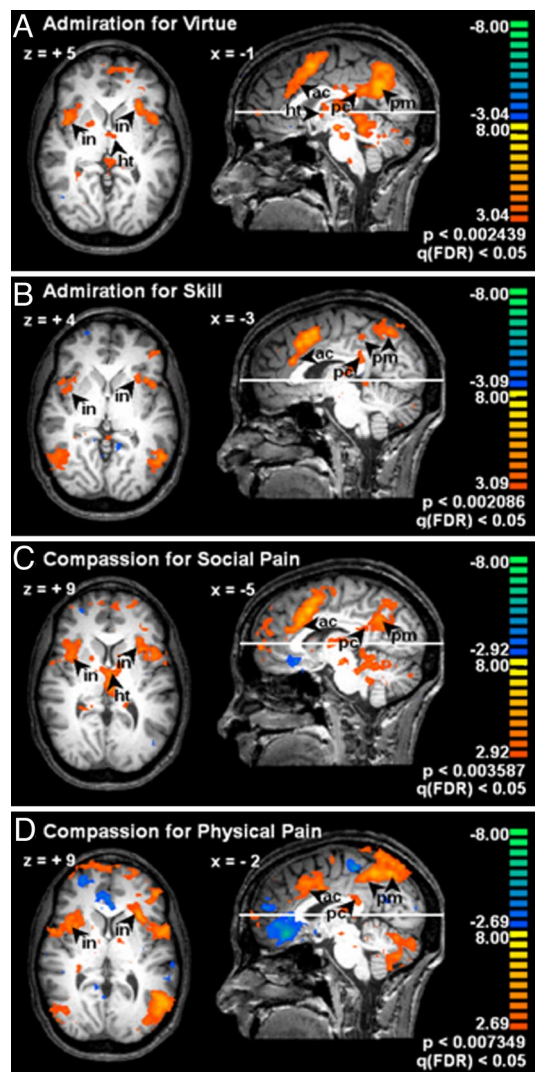 A Admiration for Virtue
z = + 5
x = -1
-8.00
ac
ht
pc
pm
in
in
ht
-3.04
8.00
3.04
p < 0.002439
q(FDR) < 0.05
B Admiration for Skill
z = + 4
x = -3
-8.00
ac
pc
pm
in
in
-3.09
8.00
3.09
p < 0.002086
q(FDR) < 0.05
C Compassion for Social Pain
z = + 9
x = -5
-8.00
ac
pc
pm
in
in
ht
-2.92
8.00
2.92
p < 0.003587
q(FDR) < 0.05
D Compassion for Physical Pain
z = + 9
x = - 2
-8.00
ac
pm
pc
in
in
-2.69
8.00
2.69
p < 0.007349
q(FDR) < 0.05